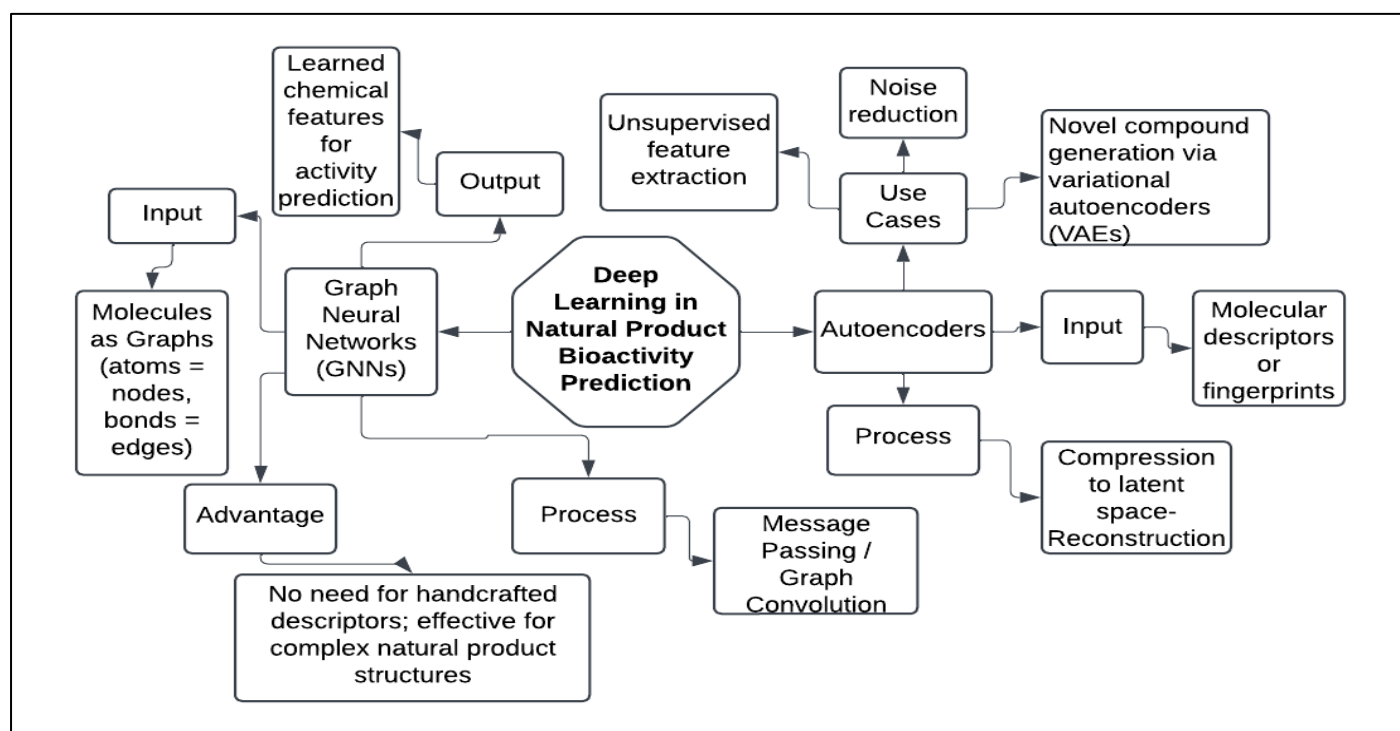 Learned
chemical
features
for
activity
prediction
Output
Input
Molecules
as Graphs
(atoms =
nodes,
bonds =
edges)
Graph
Neural
Networks
(GNNs)
Advantage
No need for handcrafted
descriptors; effective for
complex natural product
structures
Process
Message
Passing /
Graph
Convolution
Deep
Learning in
Natural Product
Bioactivity
Prediction
Unsupervised
feature
extraction
Noise
reduction
Novel compound
generation via
variational
autoencoders
(VAEs)
Use
Cases
Autoencoders
Input
Molecular
descriptors
or
fingerprints
Process
Compression
to latent
space-
Reconstruction